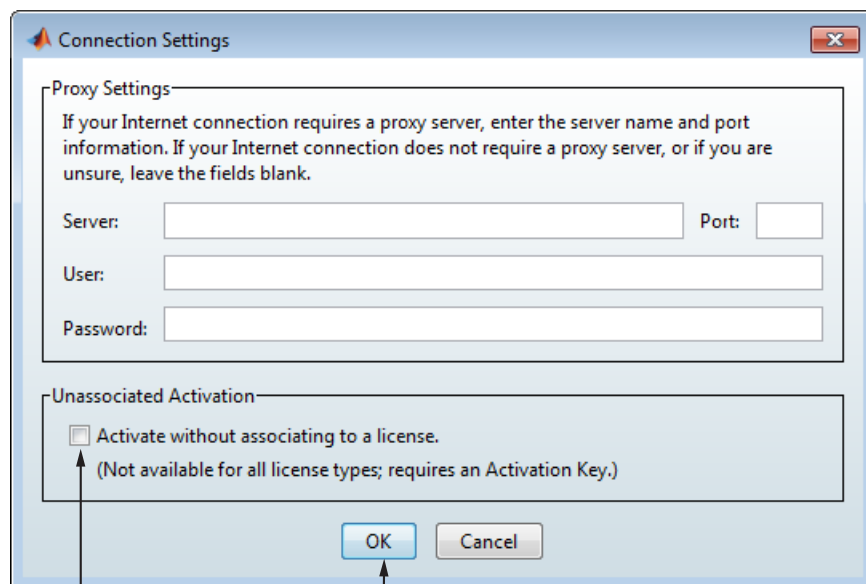 Connection Settings
Proxy Settings
If your Internet connection requires a proxy server, enter the server name and port
information. If your Internet connection does not require a proxy server, or if you are
unsure, leave the fields blank.
Server: Port:
User:
Password:
Unassociated Activation
Activate without associating to a license.
(Not available for all license types; requires an Activation Key.)
OK Cancel